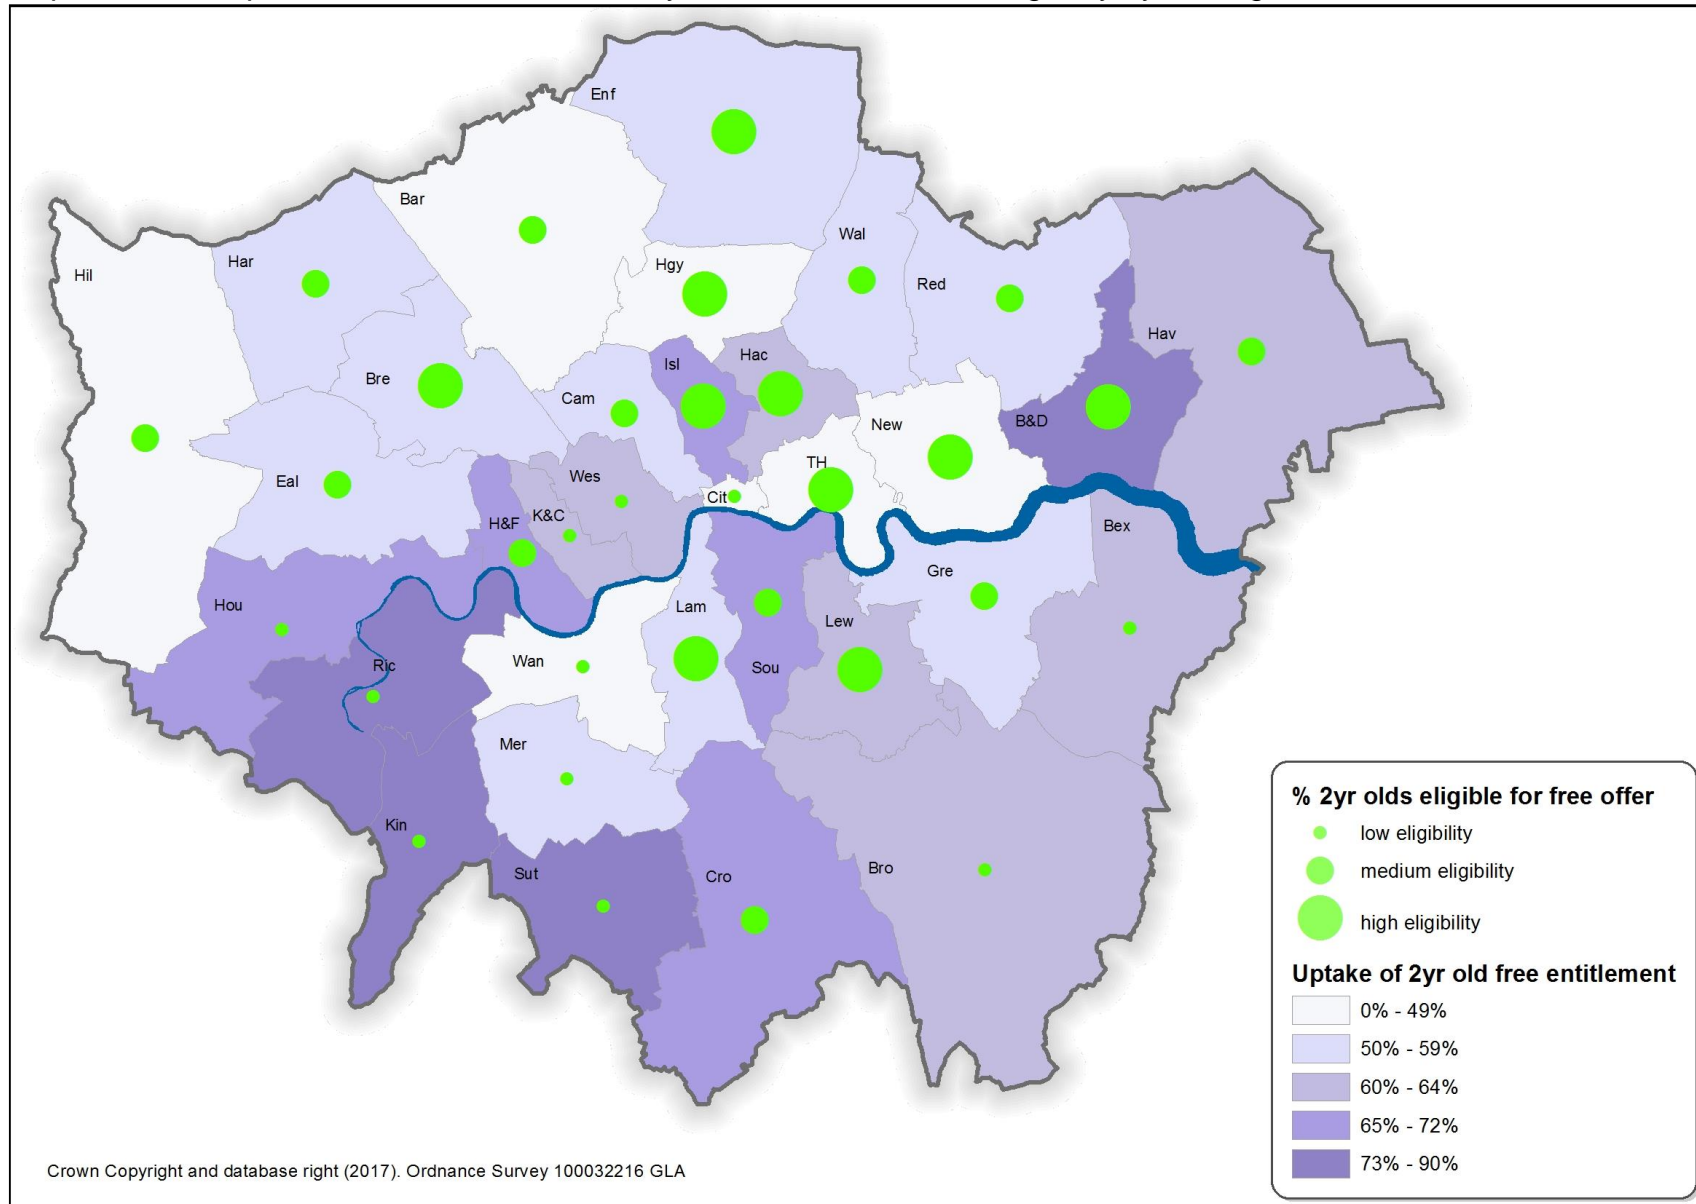 Enf
Bar
Wal
Har
Hgy
Hil
Red
Hav
Hac
Isl
Bre
Cam
B&D
New
TH
Wes
Eal
Cit
K&C
H&F
Bex
Gre
Hou
Lam
Lew
Wan
Ric
Sou
Mer
Kin
Bro
Sut
Cro
% 2yr olds eligible for free offer
low eligibility
medium eligibility
high eligibility
Uptake of 2yr old free entitlement
0% - 49%
50% - 59%
60% - 64%
65% - 72%
73% - 90%
Crown Copyright and database right (2017). Ordnance Survey 100032216 GLA